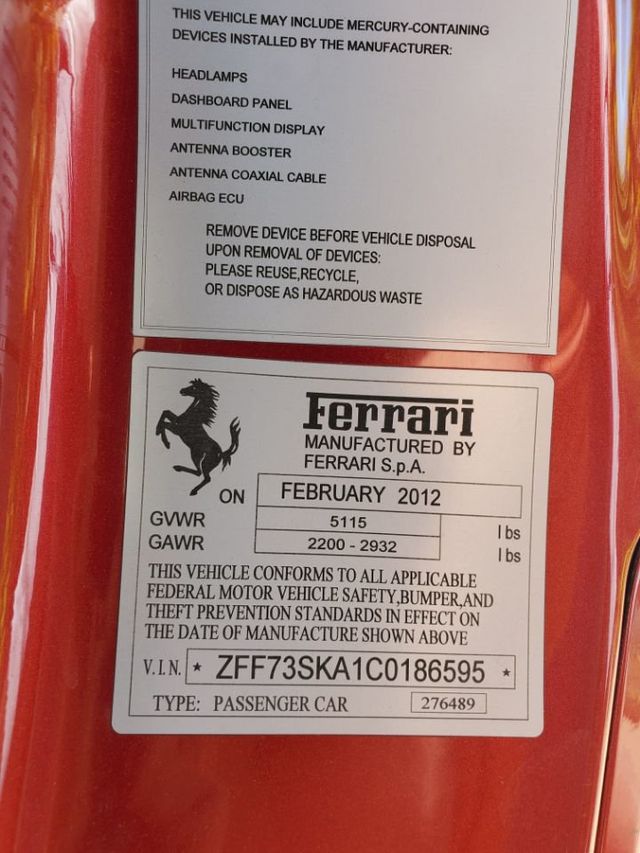 THIS VEHICLE MAY INCLUDE MERCURY-CONTAINING
DEVICES INSTALLED BY THE MANUFACTURER:
HEADLAMPS
DASHBOARD PANEL
MULTIFUNCTION DISPLAY
ANTENNA BOOSTER
ANTENNA COAXIAL CABLE
AIRBAG ECU
REMOVE DEVICE BEFORE VEHICLE DISPOSAL
UPON REMOVAL OF DEVICES:
PLEASE REUSE,RECYCLE,
OR DISPOSE AS HAZARDOUS WASTE
Ferrari
MANUFACTURED BY
FERRARI S.p.A.
ON FEBRUARY 2012
GVWR 5115 lbs
GAWR 2200 - 2932 lbs
THIS VEHICLE CONFORMS TO ALL APPLICABLE
FEDERAL MOTOR VEHICLE SAFETY,BUMPER,AND
THEFT PREVENTION STANDARDS IN EFFECT ON
THE DATE OF MANUFACTURE SHOWN ABOVE
V.I.N. * ZFF73SKA1C0186595 *
TYPE: PASSENGER CAR 276489